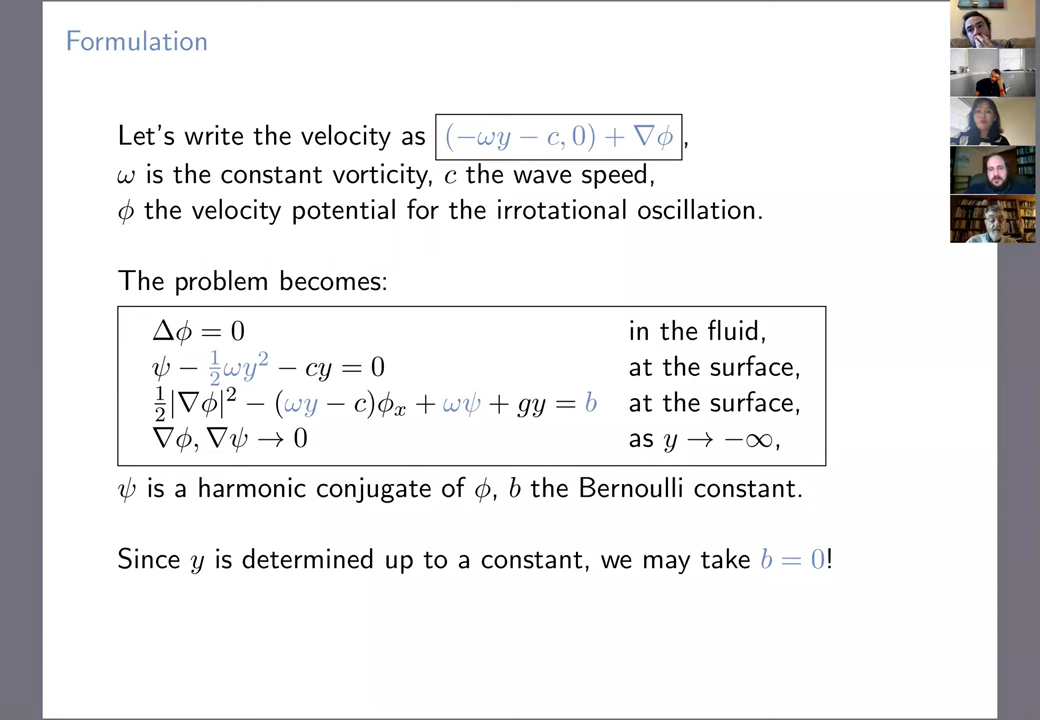 Formulation
Let's write the velocity as (−ωy − c, 0) + ∇ϕ,
ω is the constant vorticity, c the wave speed,
ϕ the velocity potential for the irrotational oscillation.
The problem becomes:
Δϕ = 0 in the fluid,
ψ − ½ωy² − cy = 0 at the surface,
½|∇ϕ|² − (ωy − c)ϕₓ + ωψ + gy = b at the surface,
∇ϕ, ∇ψ → 0 as y → −∞,
ψ is a harmonic conjugate of ϕ, b the Bernoulli constant.
Since y is determined up to a constant, we may take b = 0!